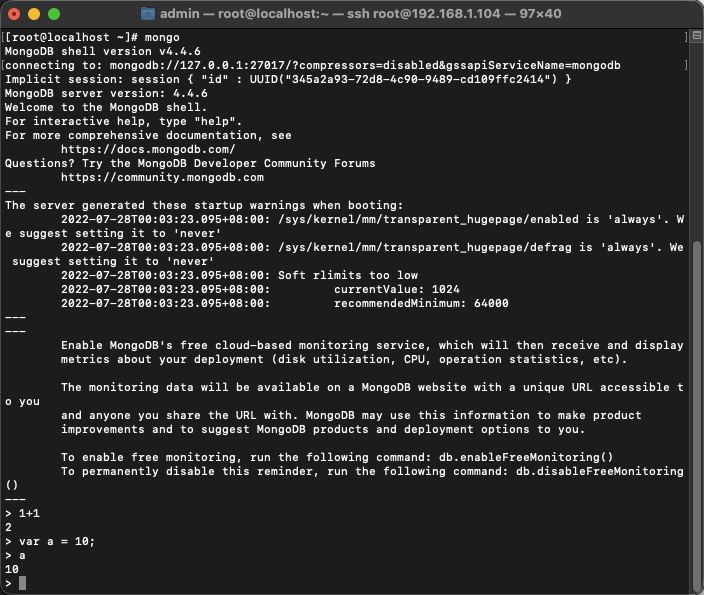 admin — root@localhost:~ — ssh root@192.168.1.104 — 97×40
[[root@localhost ~]# mongo ]
MongoDB shell version v4.4.6
[connecting to: mongodb://127.0.0.1:27017/?compressors=disabled&gssapiServiceName=mongodb ]
Implicit session: session { "id" : UUID("345a2a93-72d8-4c90-9489-cd109ffc2414") }
MongoDB server version: 4.4.6
Welcome to the MongoDB shell.
For interactive help, type "help".
For more comprehensive documentation, see
https://docs.mongodb.com/
Questions? Try the MongoDB Developer Community Forums
https://community.mongodb.com
---
The server generated these startup warnings when booting:
2022-07-28T00:03:23.095+08:00: /sys/kernel/mm/transparent_hugepage/enabled is 'always'. W
e suggest setting it to 'never'
2022-07-28T00:03:23.095+08:00: /sys/kernel/mm/transparent_hugepage/defrag is 'always'. We
suggest setting it to 'never'
2022-07-28T00:03:23.095+08:00: Soft rlimits too low
2022-07-28T00:03:23.095+08:00:         currentValue: 1024
2022-07-28T00:03:23.095+08:00:         recommendedMinimum: 64000
---
---
Enable MongoDB's free cloud-based monitoring service, which will then receive and display
metrics about your deployment (disk utilization, CPU, operation statistics, etc).
The monitoring data will be available on a MongoDB website with a unique URL accessible t
o you
and anyone you share the URL with. MongoDB may use this information to make product
improvements and to suggest MongoDB products and deployment options to you.
To enable free monitoring, run the following command: db.enableFreeMonitoring()
To permanently disable this reminder, run the following command: db.disableFreeMonitoring
()
---
> 1+1
2
> var a = 10;
> a
10
>